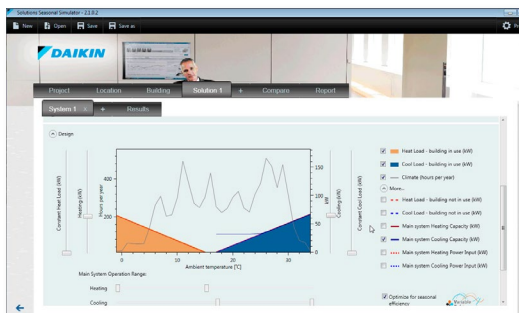 Solutions Seasonal Simulator - 2.1.0.2
New Open Save Save as
DAIKIN
Project Location Building Solution 1 + Compare Report
System 1 × + Results
Design
Constant Heat Load (kW)
Heating (kW)
Hours per year
400
200
0 10 20 30
Ambient temperature [°C]
150
100
50
0
kW
Cooling (kW)
Constant Cool Load (kW)
Heat Load - building in use (kW)
Cool Load - building in use (kW)
Climate (hours per year)
More...
Heat Load - building not in use (kW)
Cool Load - building not in use (kW)
Main system Heating Capacity (kW)
Main system Cooling Capacity (kW)
Main system Heating Power Input (kW)
Main system Cooling Power Input (kW)
Main System Operation Range:
Heating
Cooling
Optimize for seasonal
efficiency
Variable